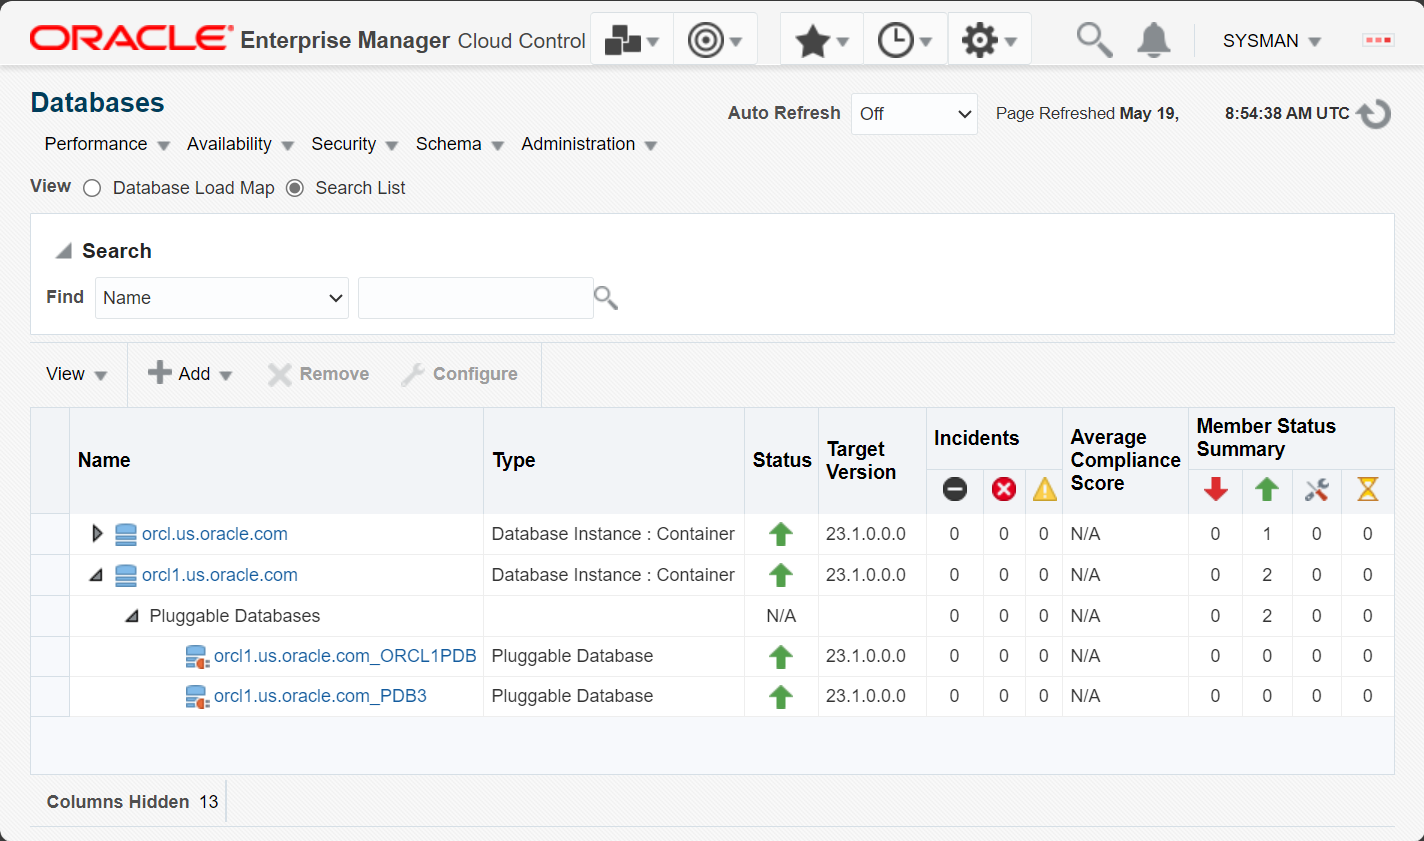 ORACLE Enterprise Manager Cloud Control
SYSMAN
Databases
Auto Refresh Off Page Refreshed May 19, 8:54:38 AM UTC
Performance Availability Security Schema Administration
View Database Load Map Search List
Search
Find Name
View Add Remove Configure
Name Type Status Target Version Incidents Average Compliance Score Member Status Summary
orcl.us.oracle.com Database Instance : Container 23.1.0.0.0 0 0 0 N/A 0 1 0 0
orcl1.us.oracle.com Database Instance : Container 23.1.0.0.0 0 0 0 N/A 0 2 0 0
Pluggable Databases N/A 0 0 0 N/A 0 2 0 0
orcl1.us.oracle.com_ORCL1PDB Pluggable Database 23.1.0.0.0 0 0 0 N/A 0 0 0 0
orcl1.us.oracle.com_PDB3 Pluggable Database 23.1.0.0.0 0 0 0 N/A 0 0 0 0
Columns Hidden 13